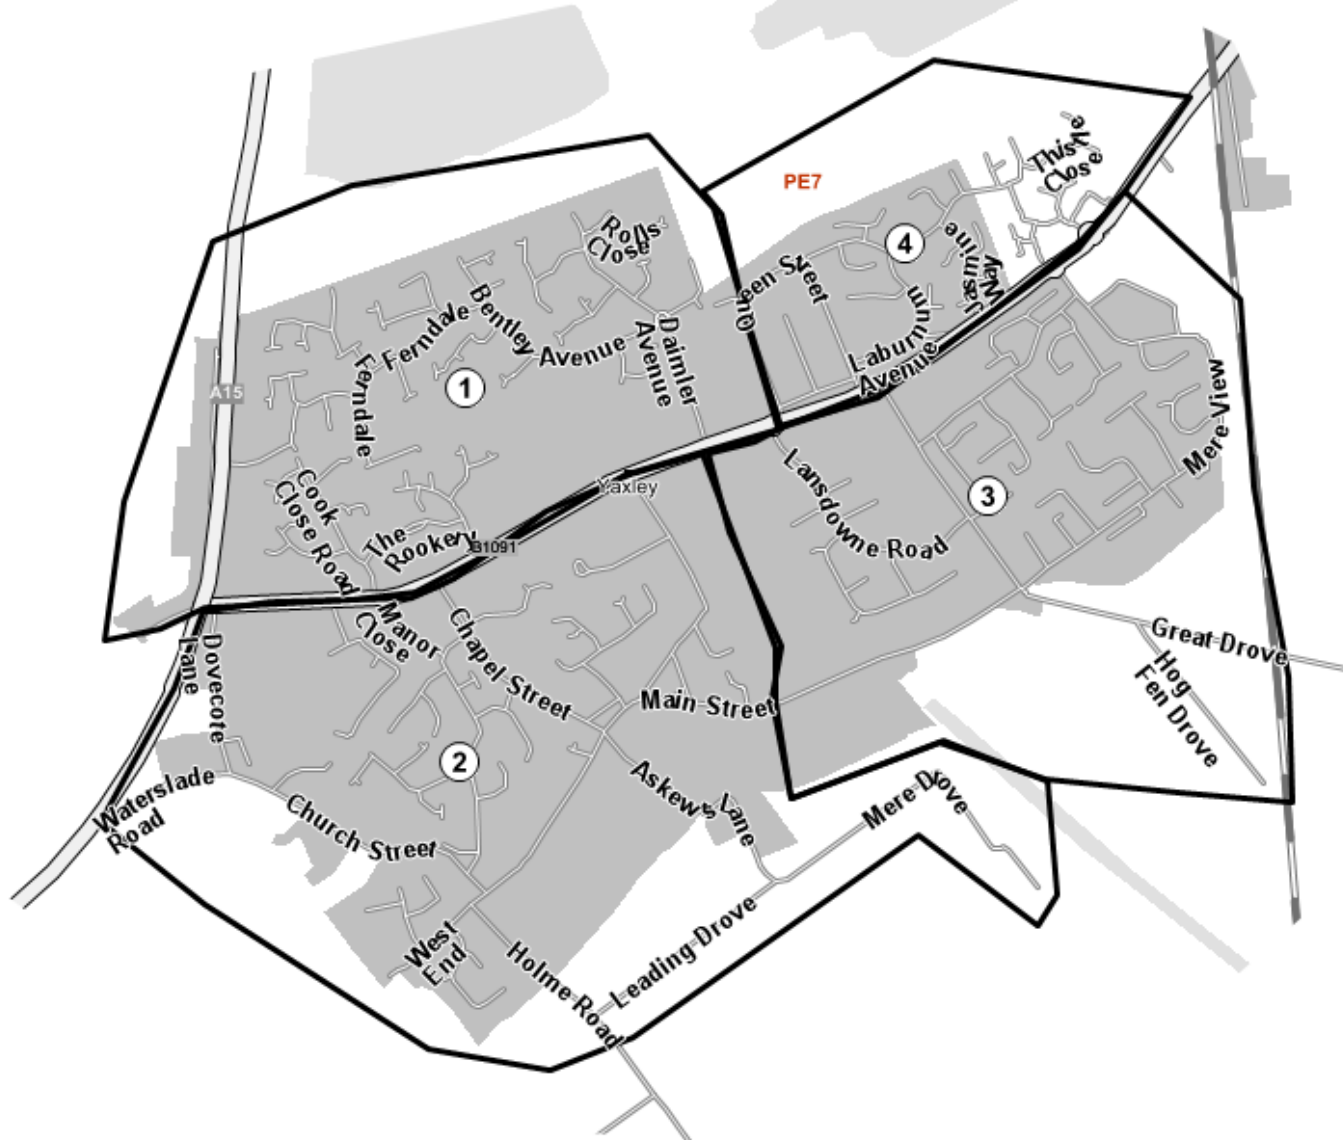 Thistle
Close
PE7
Rolls
Close
4
Jasmine
Way
een Street
Que
Bentley
Ferndale
Laburnum
Avenue
Daimler
Avenue
Avenue
Ferndale
1
A15
Mere View
Cook
Close Road
Yaxley
Lansdowne Road
3
The
Rookery
B1091
Manor
Close
Chapel Street
Dovecote
Lane
Great Drove
Hog
Fen Drove
Main Street
2
Waterslade
Road
Church Street
Askew's
Lane
Mere Drove
West
End
Leading Drove
Holme Road